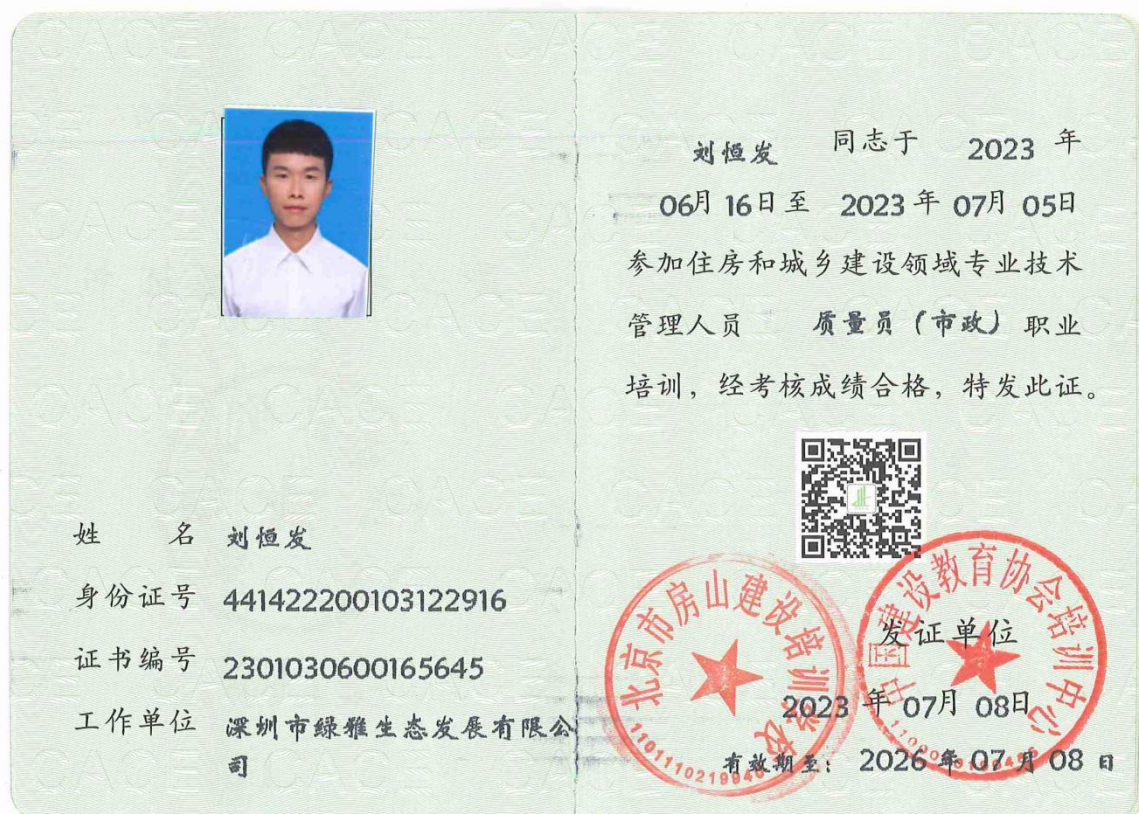 姓 名 刘恒发
身份证号 441422200103122916
证书编号 2301030600165645
工作单位 深圳市绿雅生态发展有限公
司
刘恒发 同志于 2023 年
06月 16日至 2023 年 07月 05日
参加住房和城乡建设领域专业技术
管理人员 质量员（市政）职业
培训，经考核成绩合格，特发此证。
北京市房山建设培训学校
中国建设教育协会培训中心
发证单位
2023 年 07月 08日
有效期至： 2026 年 07 月 08 日
CACE